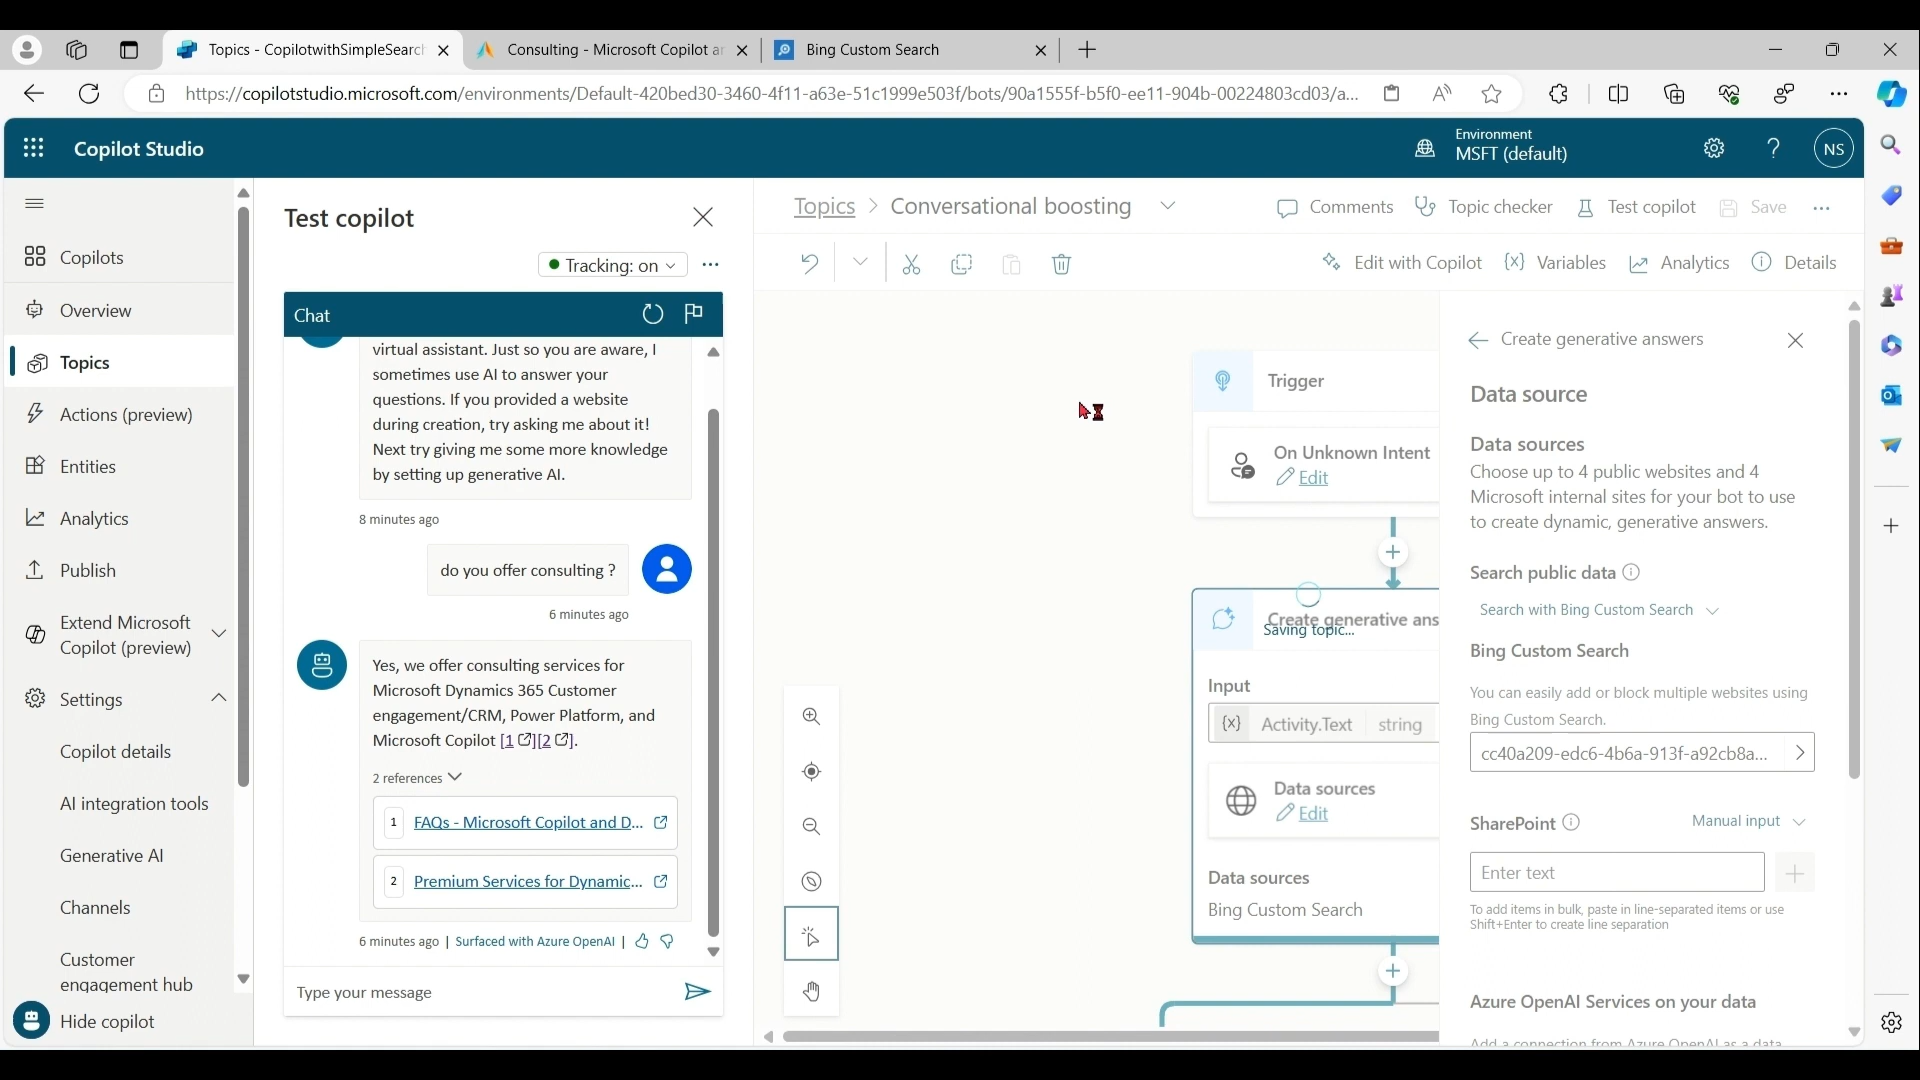 Topics - CopilotwithSimpleSearch
Consulting - Microsoft Copilot an
Bing Custom Search
https://copilotstudio.microsoft.com/environments/Default-420bed30-3460-4f11-a63e-51c1999e503f/bots/90a1555f-b5f0-ee11-904b-00224803cd03/a...
Copilot Studio
Environment
MSFT (default)
?
NS
Copilots
Overview
Topics
Actions (preview)
Entities
Analytics
Publish
Extend Microsoft
Copilot (preview)
Settings
Copilot details
AI integration tools
Generative AI
Channels
Customer
engagement hub
Hide copilot
Test copilot
Tracking: on
Chat
virtual assistant. Just so you are aware, I
sometimes use AI to answer your
questions. If you provided a website
during creation, try asking me about it!
Next try giving me some more knowledge
by setting up generative AI.
8 minutes ago
do you offer consulting ?
6 minutes ago
Yes, we offer consulting services for
Microsoft Dynamics 365 Customer
engagement/CRM, Power Platform, and
Microsoft Copilot [1][2].
2 references
1 FAQs - Microsoft Copilot and D...
2 Premium Services for Dynamic...
6 minutes ago | Surfaced with Azure OpenAI |
Type your message
Topics > Conversational boosting
Comments
Topic checker
Test copilot
Save
Edit with Copilot
{x} Variables
Analytics
Details
Trigger
On Unknown Intent
Edit
Create generative ans
Saving topic...
Input
{x} Activity.Text string
Data sources
Edit
Data sources
Bing Custom Search
Create generative answers
Data source
Data sources
Choose up to 4 public websites and 4
Microsoft internal sites for your bot to use
to create dynamic, generative answers.
Search public data
Search with Bing Custom Search
Bing Custom Search
You can easily add or block multiple websites using
Bing Custom Search.
cc40a209-edc6-4b6a-913f-a92cb8a...
SharePoint
Manual input
Enter text
To add items in bulk, paste in line-separated items or use
Shift+Enter to create line separation
Azure OpenAI Services on your data
Add a connection from Azure OpenAI as a data